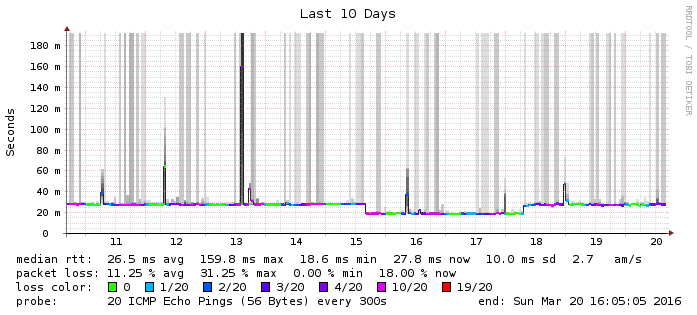 Last 10 Days
RRDTOOL / TOBI OETIKER
Seconds
180 m
160 m
140 m
120 m
100 m
80 m
60 m
40 m
20 m
0
11 12 13 14 15 16 17 18 19 20
median rtt: 26.5 ms avg 159.8 ms max 18.6 ms min 27.8 ms now 10.0 ms sd 2.7 am/s
packet loss: 11.25 % avg 31.25 % max 0.00 % min 18.00 % now
loss color: 0 1/20 2/20 3/20 4/20 10/20 19/20
probe: 20 ICMP Echo Pings (56 Bytes) every 300s end: Sun Mar 20 16:05:05 2016